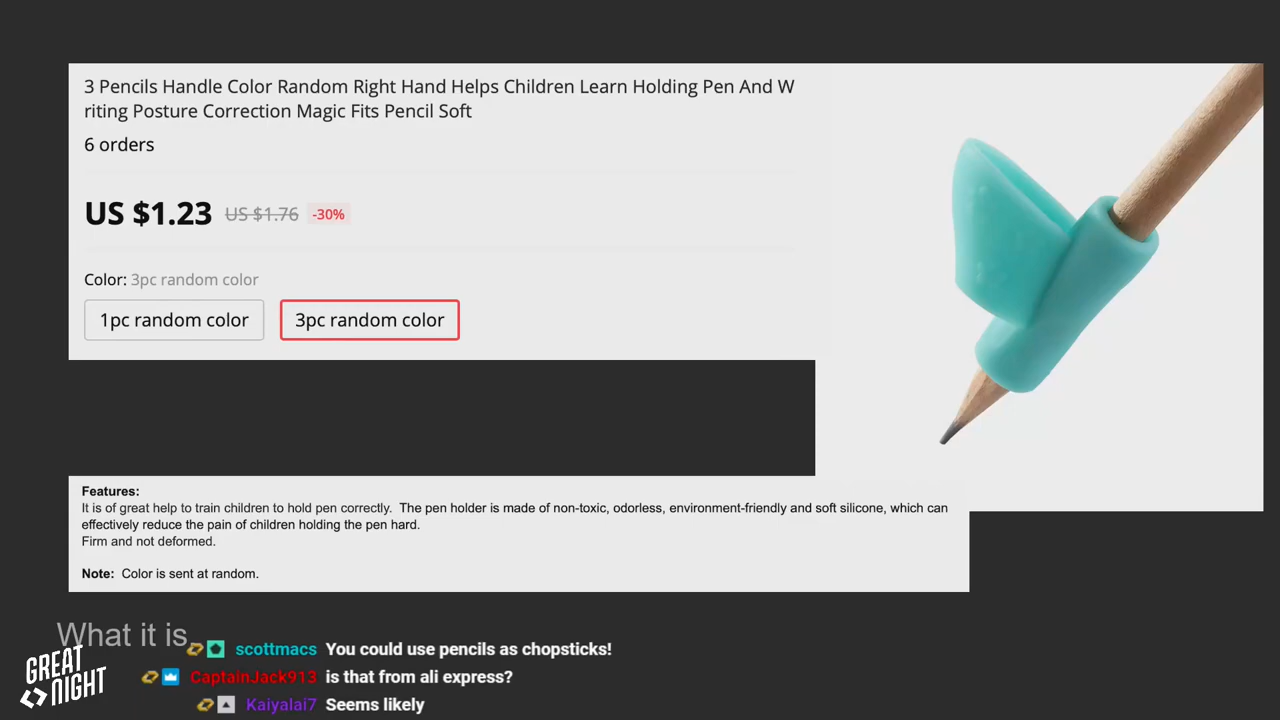 3 Pencils Handle Color Random Right Hand Helps Children Learn Holding Pen And W
riting Posture Correction Magic Fits Pencil Soft
6 orders
US $1.23 US $1.76 -30%
Color: 3pc random color
1pc random color 3pc random color
Features:
It is of great help to train children to hold pen correctly. The pen holder is made of non-toxic, odorless, environment-friendly and soft silicone, which can
effectively reduce the pain of children holding the pen hard.
Firm and not deformed.
Note: Color is sent at random.
What it is
scottmacs You could use pencils as chopsticks!
CaptainJack913 is that from ali express?
Kaiyalai7 Seems likely
GREAT
NIGHT